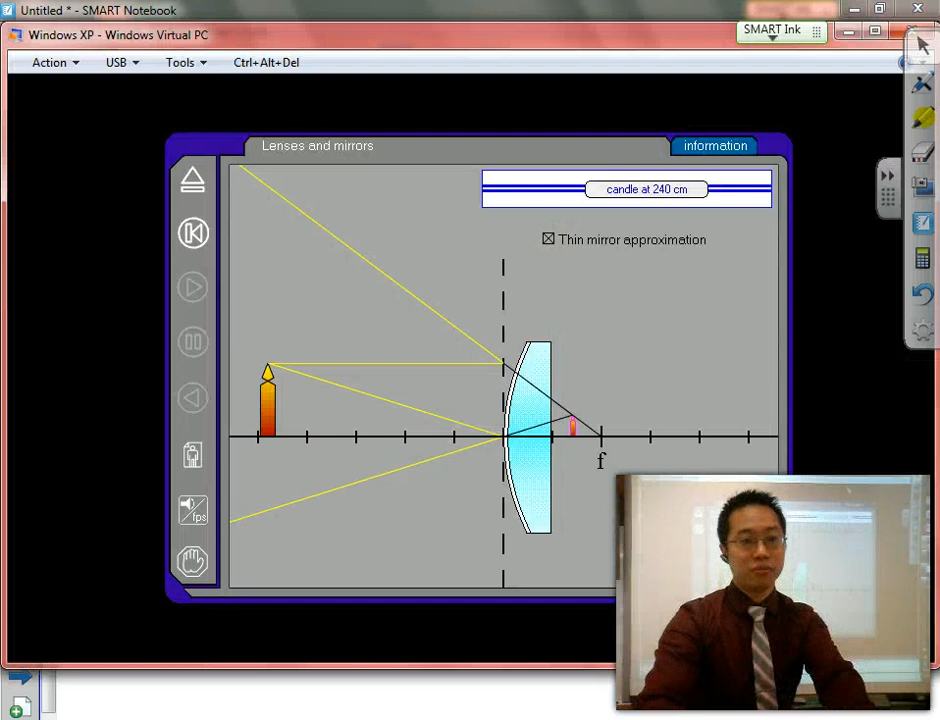 Untitled * - SMART Notebook
Windows XP - Windows Virtual PC
SMART Ink
Action
USB
Tools
Ctrl+Alt+Del
Lenses and mirrors
information
candle at 240 cm
Thin mirror approximation
f
fps